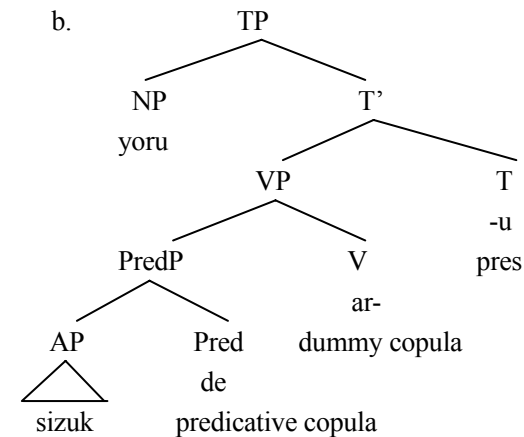 b. TP
NP T’
yoru
VP T
-u
PredP V pres
ar-
AP Pred dummy copula
de
sizuk predicative copula